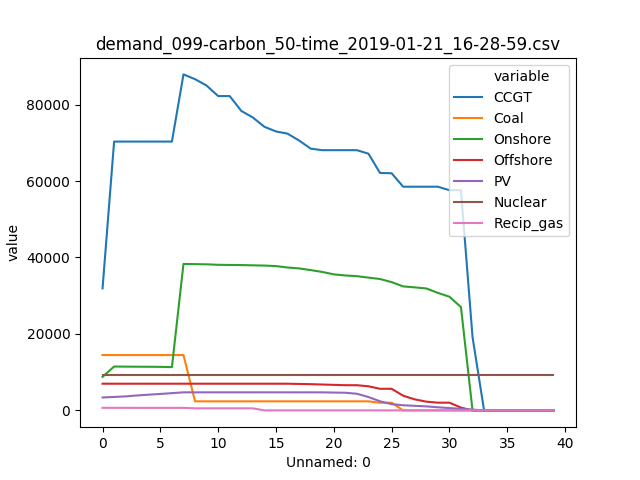 demand_099-carbon_50-time_2019-01-21_16-28-59.csv
variable
CCGT
Coal
Onshore
Offshore
PV
Nuclear
Recip_gas
value
80000
60000
40000
20000
0
0 5 10 15 20 25 30 35 40
Unnamed: 0